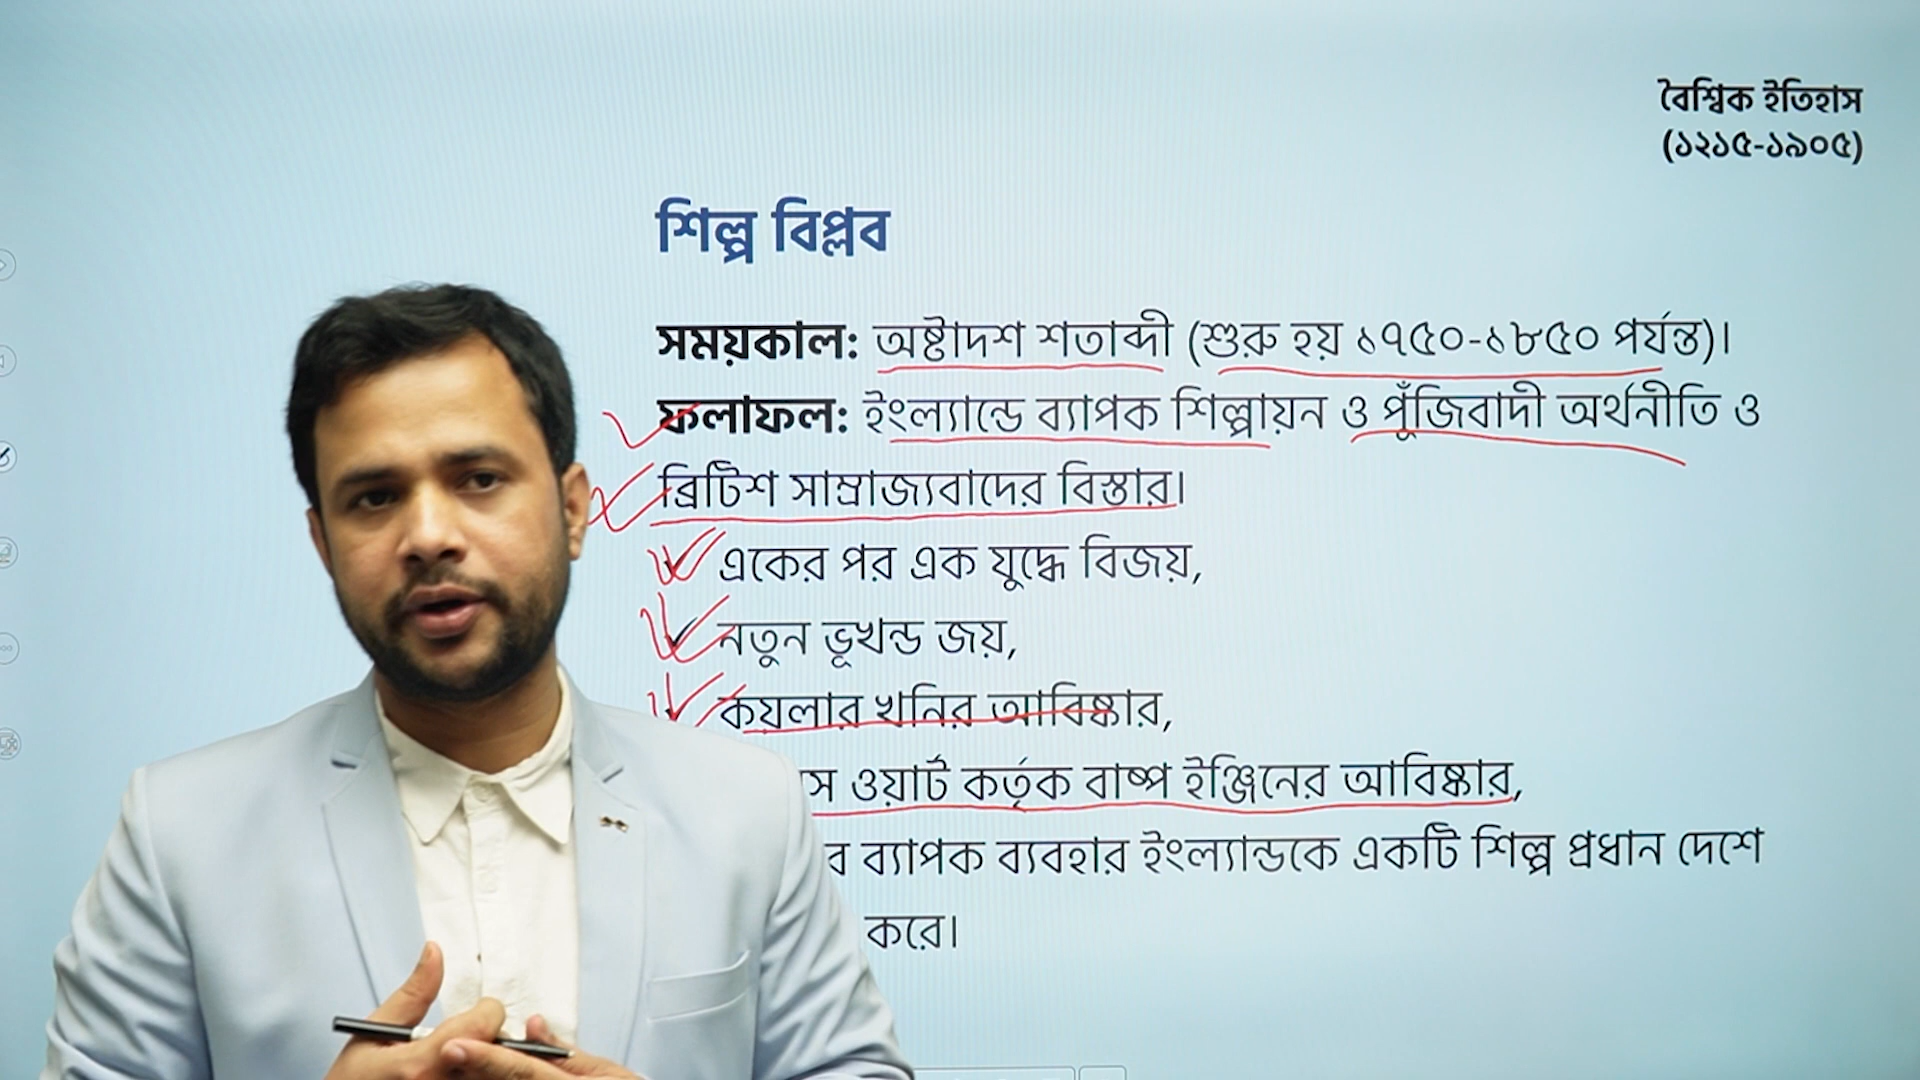 বৈশ্বিক ইতিহাস
(১২১৫-১৯০৫)
শিল্প বিপ্লব
সময়কাল: অষ্টাদশ শতাব্দী (শুরু হয় ১৭৫০-১৮৫০ পর্যন্ত)।
ফলাফল: ইংল্যান্ডে ব্যাপক শিল্পায়ন ও পুঁজিবাদী অর্থনীতি ও
ব্রিটিশ সাম্রাজ্যবাদের বিস্তার।
একের পর এক যুদ্ধে বিজয়,
নতুন ভূখন্ড জয়,
কয়লার খনির আবিষ্কার,
ওয়ার্ট কর্তৃক বাষ্প ইঞ্জিনের আবিষ্কার,
ব্যাপক ব্যবহার ইংল্যান্ডকে একটি শিল্প প্রধান দেশে
করে।